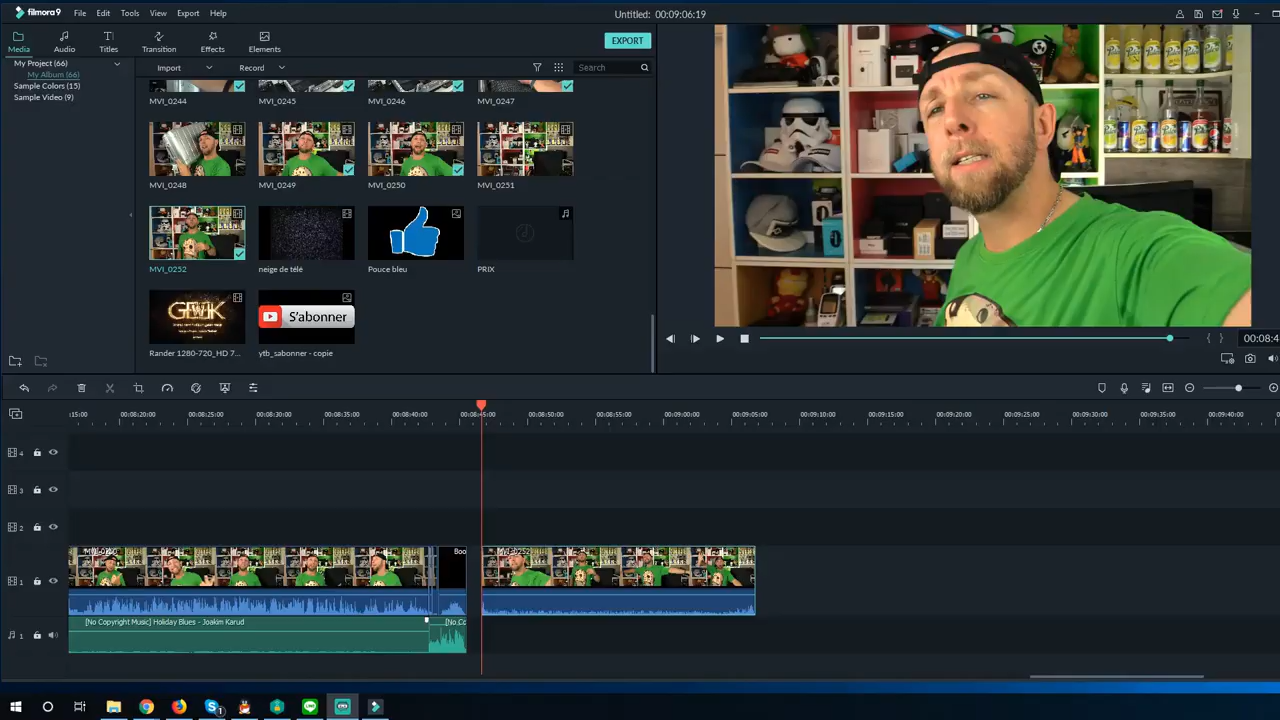 filmora9 File Edit Tools View Export Help Untitled: 00:09:06:19
Media Audio Titles Transition Effects Elements EXPORT
My Project (66)
My Album (66)
Sample Colors (15)
Sample Video (9)
Import Record Search
MVI_0244 MVI_0245 MVI_0246 MVI_0247
MVI_0248 MVI_0249 MVI_0250 MVI_0251
MVI_0252 neige de télé Pouce bleu PRIX
S'abonner
Rander 1280-720_HD 7... ytb_sabonner - copie
00:08:4
:15:00 00:08:20:00 00:08:25:00 00:08:30:00 00:08:35:00 00:08:40:00 00:08:45:00 00:08:50:00 00:08:55:00 00:09:00:00 00:09:05:00 00:09:10:00 00:09:15:00 00:09:20:00 00:09:25:00 00:09:30:00 00:09:35:00 00:09:40:00
4
3
2
Boo MVI_0252
1
[No Copyright Music] Holiday Blues - Joakim Karud [No Co
1